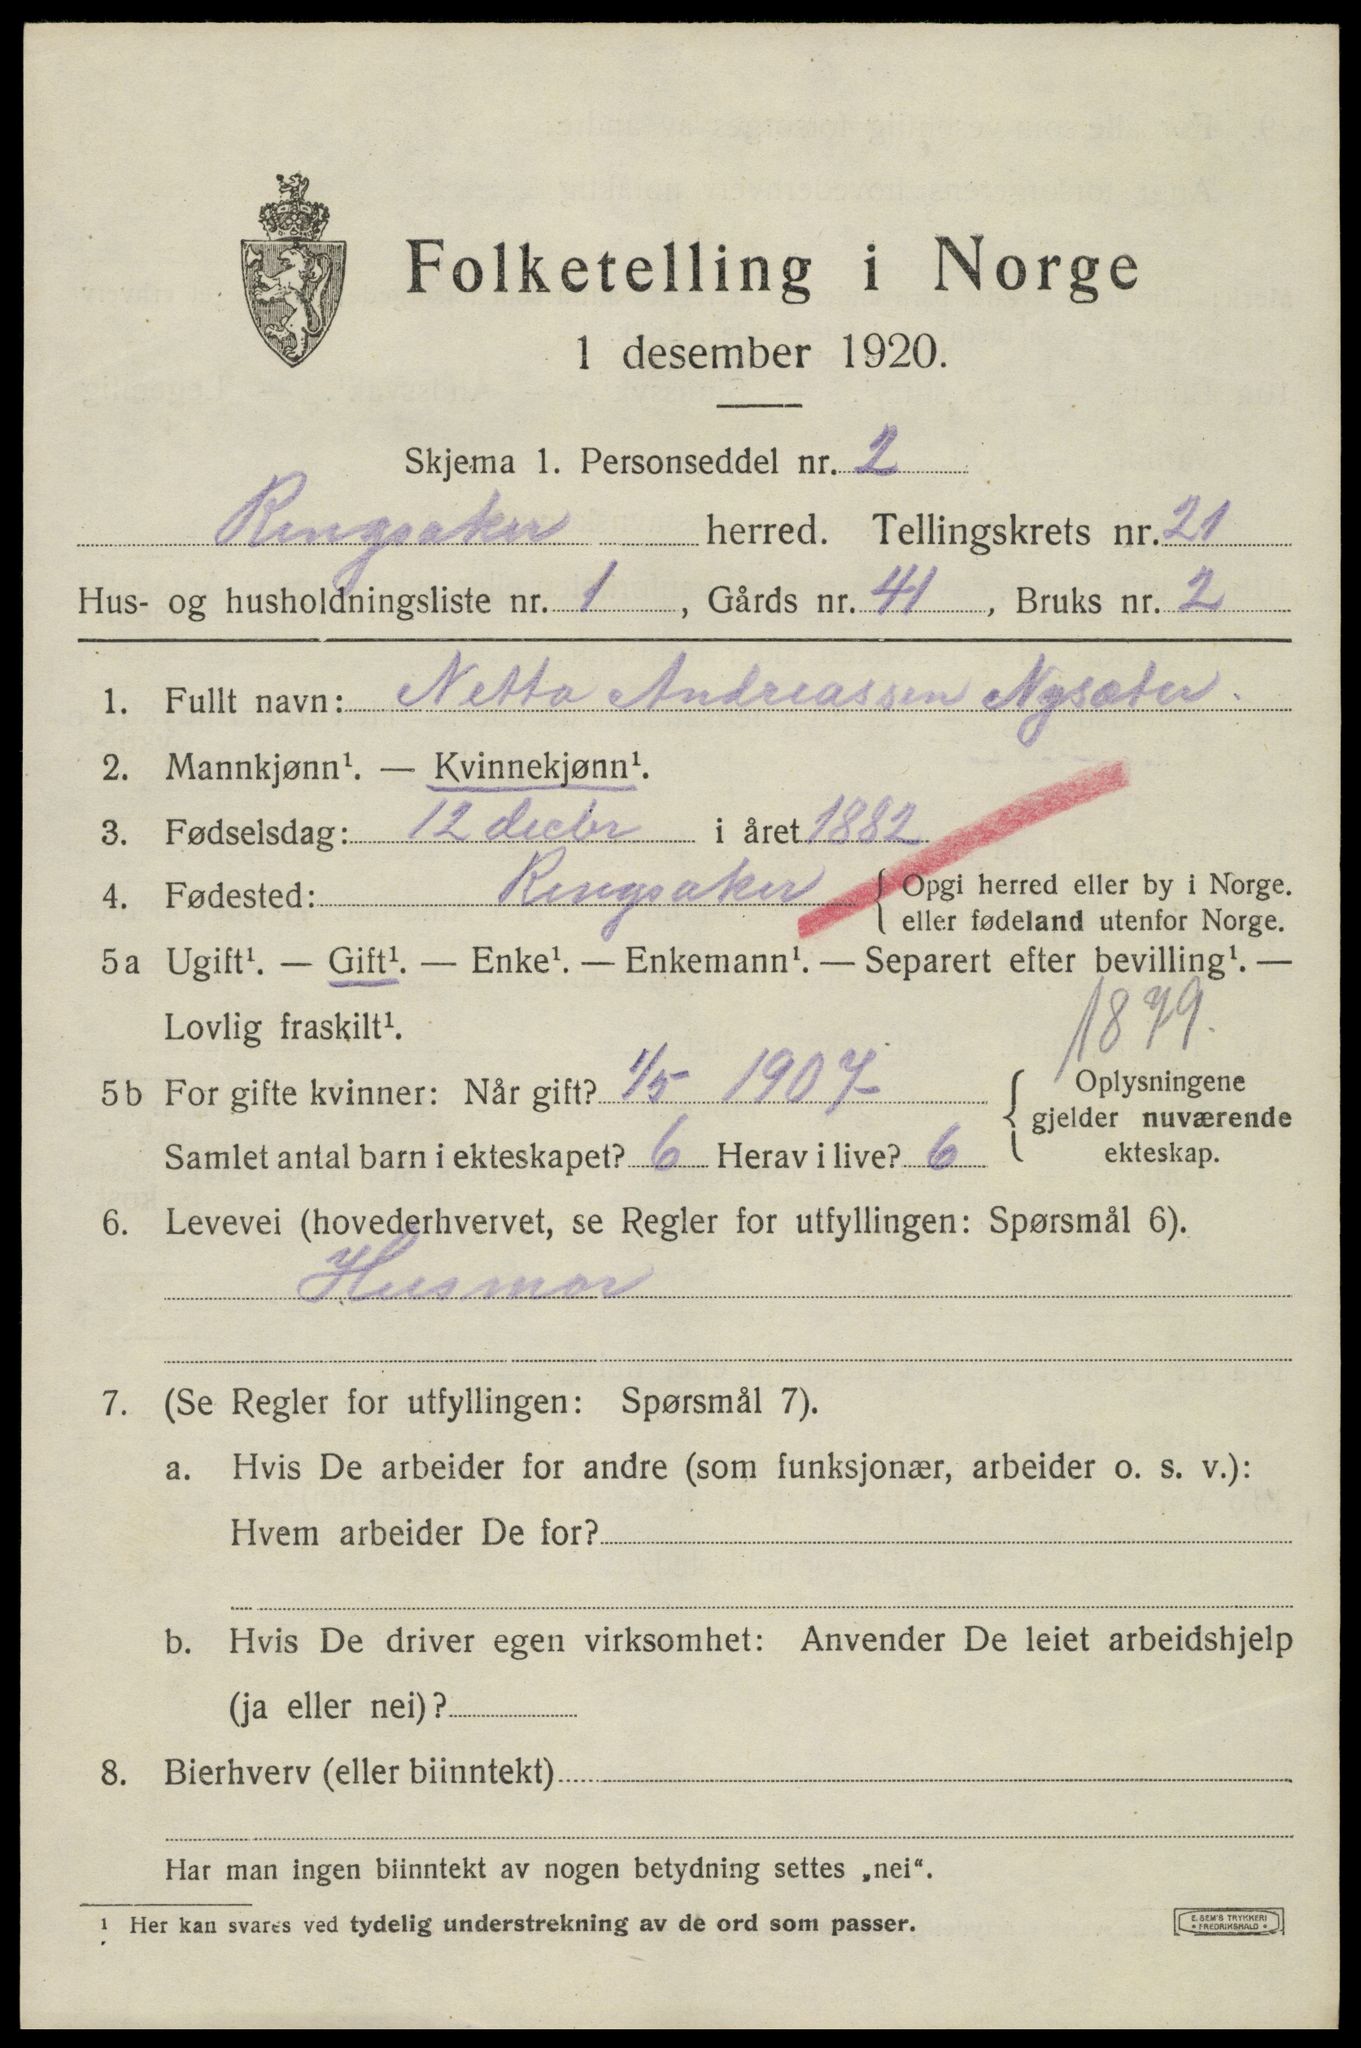 Folketelling i Norge
1 desember 1920.
Skjema 1. Personseddel nr. 2
Ringsaker herred. Tellingskrets nr. 21
Hus- og husholdningsliste nr. 1, Gårds nr. 41, Bruks nr. 2
1. Fullt navn: Netta Andreassen Nysæter.
2. Mannkjønn¹. — Kvinnekjønn¹.
3. Fødselsdag: 12 decbr i året 1882
4. Fødested: Ringsaker { Opgi herred eller by i Norge.
eller fødeland utenfor Norge.
5a Ugift¹. — Gift¹. — Enke¹. — Enkemann¹. — Separert efter bevilling¹. —
Lovlig fraskilt¹.
1879.
5b For gifte kvinner: Når gift? 1/5 1907 { Oplysningene
gjelder nuværende
ekteskap.
Samlet antal barn i ekteskapet? 6 Herav i live? 6
6. Levevei (hovederhvervet, se Regler for utfyllingen: Spørsmål 6).
Husmor
7. (Se Regler for utfyllingen: Spørsmål 7).
a. Hvis De arbeider for andre (som funksjonær, arbeider o. s. v.):
Hvem arbeider De for?
b. Hvis De driver egen virksomhet: Anvender De leiet arbeidshjelp
(ja eller nei)?
8. Bierhverv (eller biinntekt)
Har man ingen biinntekt av nogen betydning settes „nei“.
¹ Her kan svares ved tydelig understrekning av de ord som passer.
E. SEM'S TRYKKERI
• FREDRIKSHALD •